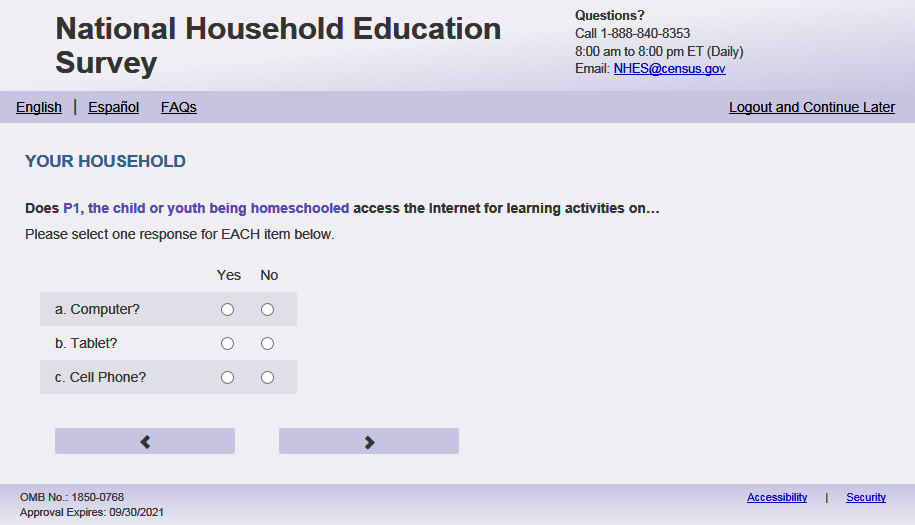 National Household Education
Survey
Questions?
Call 1-888-840-8353
8:00 am to 8:00 pm ET (Daily)
Email: NHES@census.gov
English | Español FAQs
Logout and Continue Later
YOUR HOUSEHOLD
Does P1, the child or youth being homeschooled access the Internet for learning activities on…
Please select one response for EACH item below.
Yes No
a. Computer?
b. Tablet?
c. Cell Phone?
OMB No.: 1850-0768
Approval Expires: 09/30/2021
Accessibility | Security